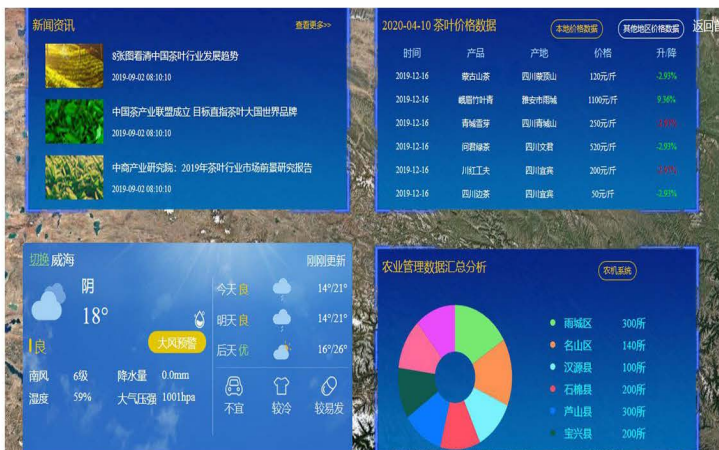 新闻资讯
查看更多>>
8张图看清中国茶叶行业发展趋势
2019-09-02 08:10:10
中国茶产业联盟成立 目标直指茶叶大国世界品牌
2019-09-02 08:10:10
中商产业研究院：2019年茶叶行业市场前景研究报告
2019-09-02 08:10:10
2020-04-10 茶叶价格数据
本地价格数据
其他地区价格数据
返回
时间 产品 产地 价格 升/降
2019-12-16 蒙古山茶 四川蒙顶山 120元/斤 -2.93%
2019-12-16 峨眉竹叶青 雅安市雨城 1100元/斤 9.36%
2019-12-16 青城雪芽 四川青城山 250元/斤
2019-12-16 问君绿茶 四川文君 520元/斤 -2.93%
2019-12-16 川红工夫 四川宜宾 200元/斤
2019-12-16 四川边茶 四川宜宾 50元/斤 -2.93%
切换 威海
刚刚更新
阴
18°
良
大风预警
南风 6级 降水量 0.0mm
湿度 59% 大气压强 1001hpa
今天 良 14°/21°
明天 良 14°/21°
后天 优 16°/26°
不宜 较冷 较易发
农业管理数据汇总分析
农机系统
雨城区 300所
名山区 140所
汉源县 100所
石棉县 200所
芦山县 300所
宝兴县 200所